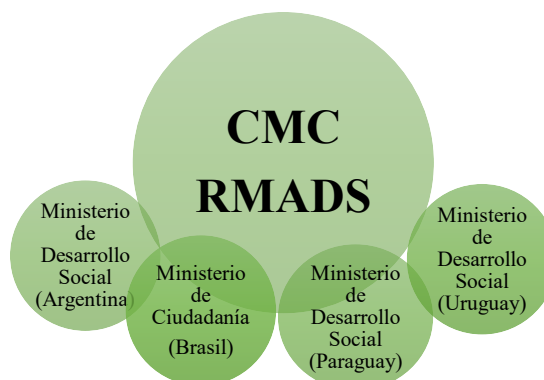 CMC
RMADS
Ministerio
de
Desarrollo
Social
(Argentina)
Ministerio
de
Ciudadanía
(Brasil)
Ministerio
de
Desarrollo
Social
(Paraguay)
Ministerio
de
Desarrollo
Social
(Uruguay)